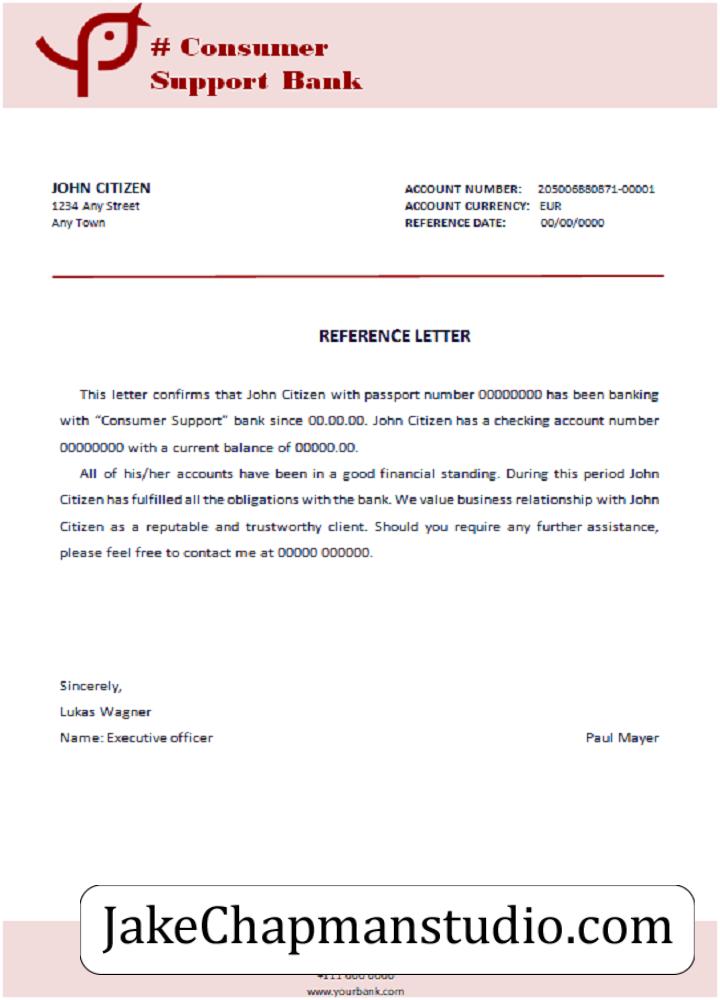 # Consumer
Support Bank
JOHN CITIZEN
1234 Any Street
Any Town
ACCOUNT NUMBER: 205006880871-00001
ACCOUNT CURRENCY: EUR
REFERENCE DATE: 00/00/0000
REFERENCE LETTER
This letter confirms that John Citizen with passport number 00000000 has been banking
with “Consumer Support” bank since 00.00.00. John Citizen has a checking account number
00000000 with a current balance of 00000.00.
All of his/her accounts have been in a good financial standing. During this period John
Citizen has fulfilled all the obligations with the bank. We value business relationship with John
Citizen as a reputable and trustworthy client. Should you require any further assistance,
please feel free to contact me at 00000 000000.
Sincerely,
Lukas Wagner
Name: Executive officer
Paul Mayer
JakeChapmanstudio.com
www.yourbank.com